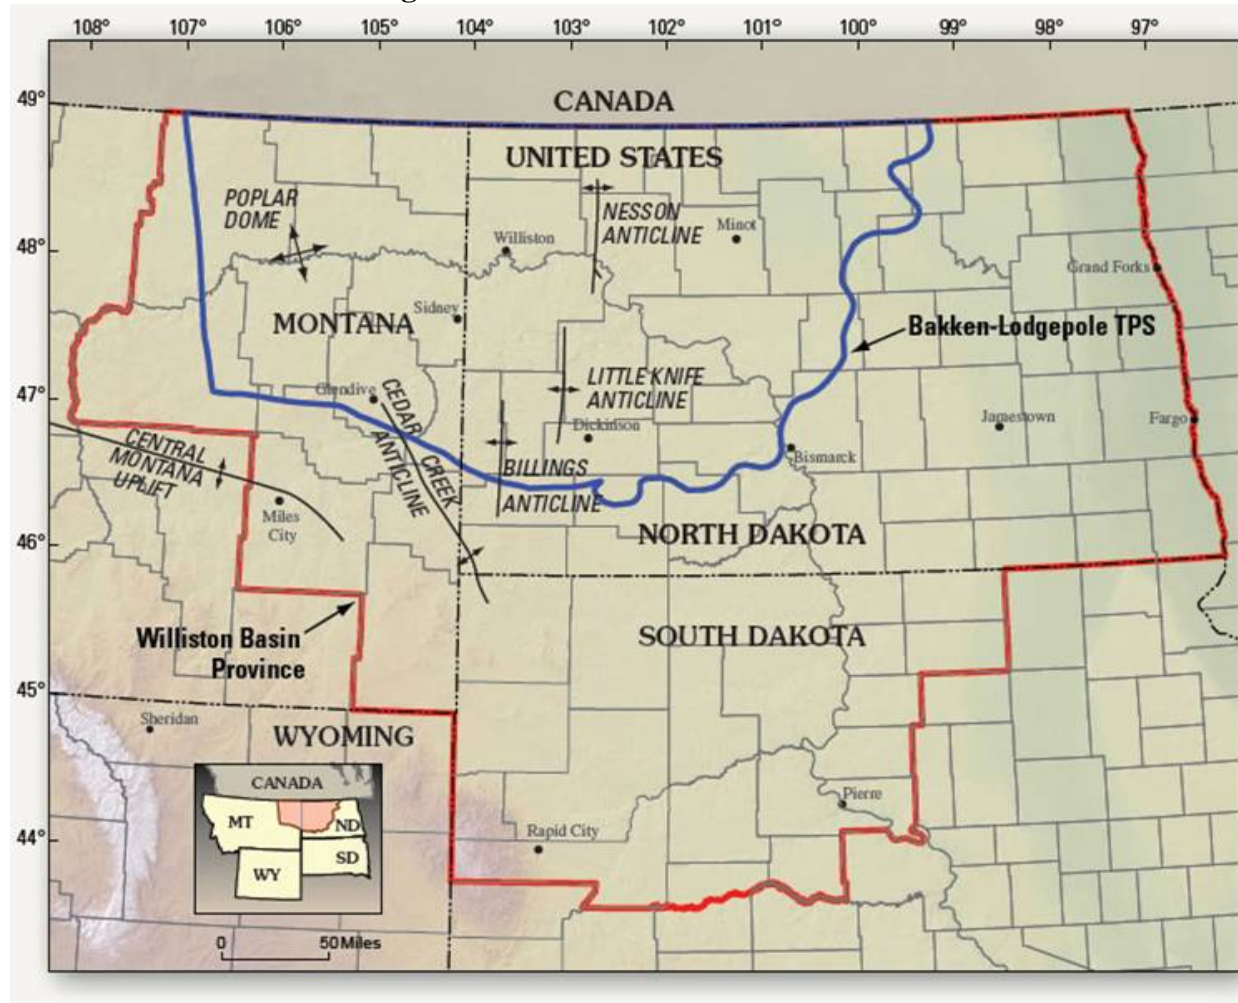 108° 107° 106° 105° 104° 103° 102° 101° 100° 99° 98° 97°
49°
CANADA
UNITED STATES
POPLAR
DOME
NESSON
ANTICLINE
Minot
Williston
48°
Grand Forks
Sidney
MONTANA
Bakken-Lodgepole TPS
47°
Glendive
CEDAR
CREEK
ANTICLINE
LITTLE KNIFE
ANTICLINE
Dickinson
Jamestown
Fargo
CENTRAL
MONTANA
UPLIFT
BILLINGS
ANTICLINE
Bismarck
Miles
City
NORTH DAKOTA
46°
Williston Basin
Province
SOUTH DAKOTA
45°
Sheridan
WYOMING
CANADA
MT
ND
SD
WY
Pierre
44°
Rapid City
0 50 Miles